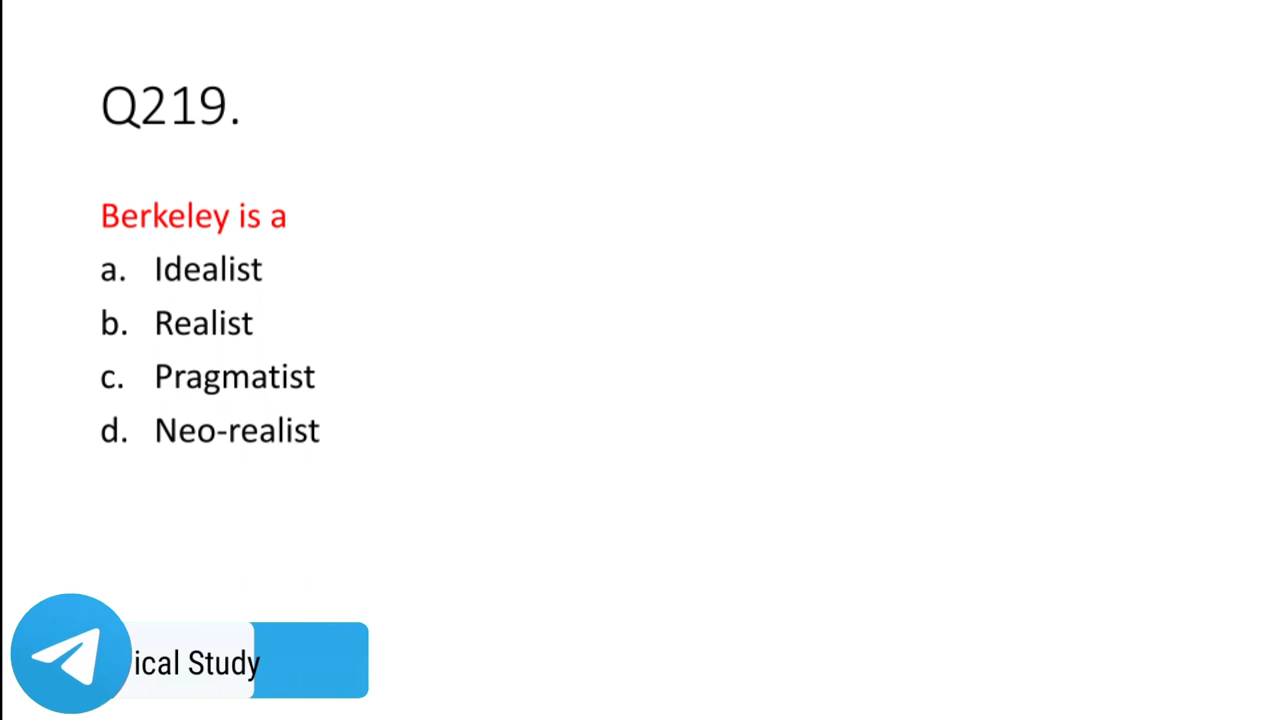 Q219.
Berkeley is a
a. Idealist
b. Realist
c. Pragmatist
d. Neo-realist
ical Study